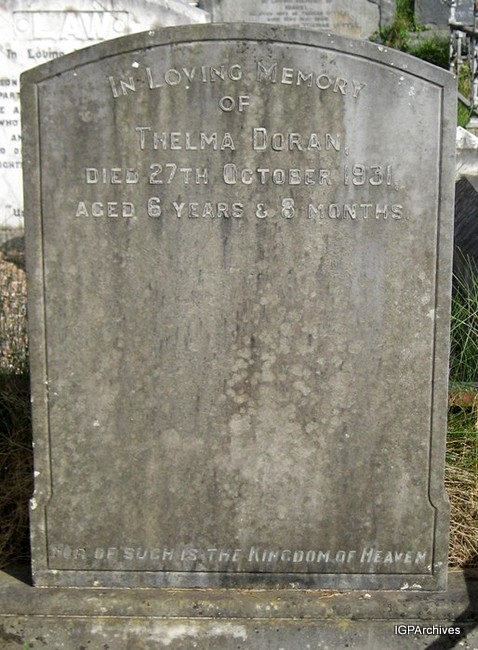 LAW
In Loving Memory
of
Thelma Doran.
died 27th October 1931.
aged 6 years & 8 months
For of such is the Kingdom of Heaven
IGPArchives